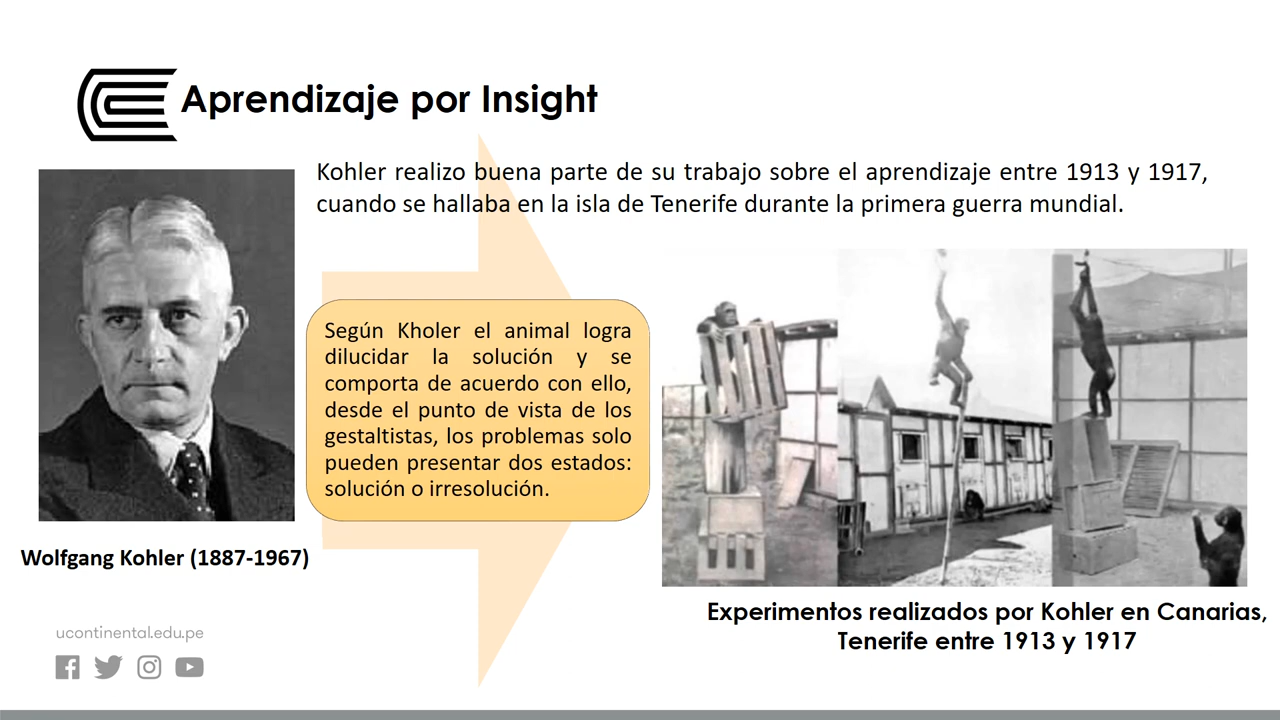 Aprendizaje por Insight
Kohler realizo buena parte de su trabajo sobre el aprendizaje entre 1913 y 1917,
cuando se hallaba en la isla de Tenerife durante la primera guerra mundial.
Según Kholer el animal logra
dilucidar la solución y se
comporta de acuerdo con ello,
desde el punto de vista de los
gestaltistas, los problemas solo
pueden presentar dos estados:
solución o irresolución.
Wolfgang Kohler (1887-1967)
Experimentos realizados por Kohler en Canarias,
Tenerife entre 1913 y 1917
ucontinental.edu.pe